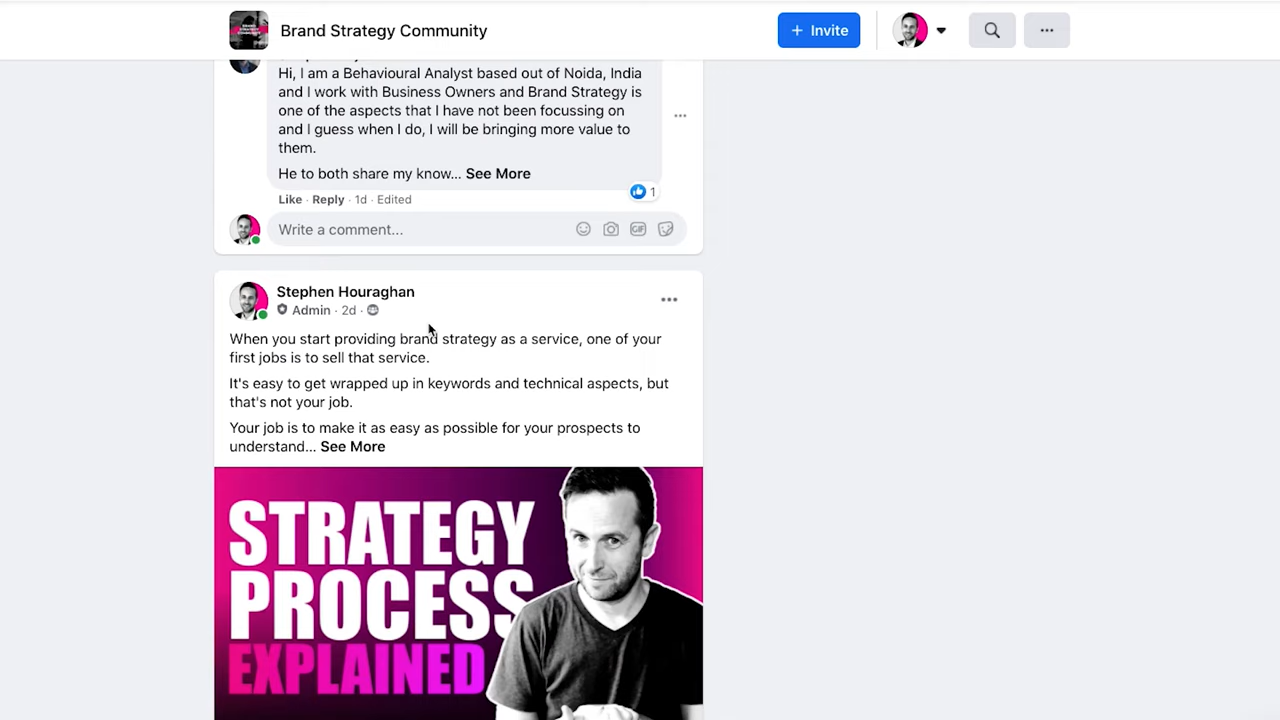 Brand Strategy Community
+ Invite
Hi, I am a Behavioural Analyst based out of Noida, India
and I work with Business Owners and Brand Strategy is
one of the aspects that I have not been focussing on
and I guess when I do, I will be bringing more value to
them.
He to both share my know... See More
1
Like · Reply · 1d · Edited
Write a comment...
GIF
Stephen Houraghan
Admin · 2d ·
When you start providing brand strategy as a service, one of your
first jobs is to sell that service.
It's easy to get wrapped up in keywords and technical aspects, but
that's not your job.
Your job is to make it as easy as possible for your prospects to
understand... See More
STRATEGY
PROCESS
EXPLAINED